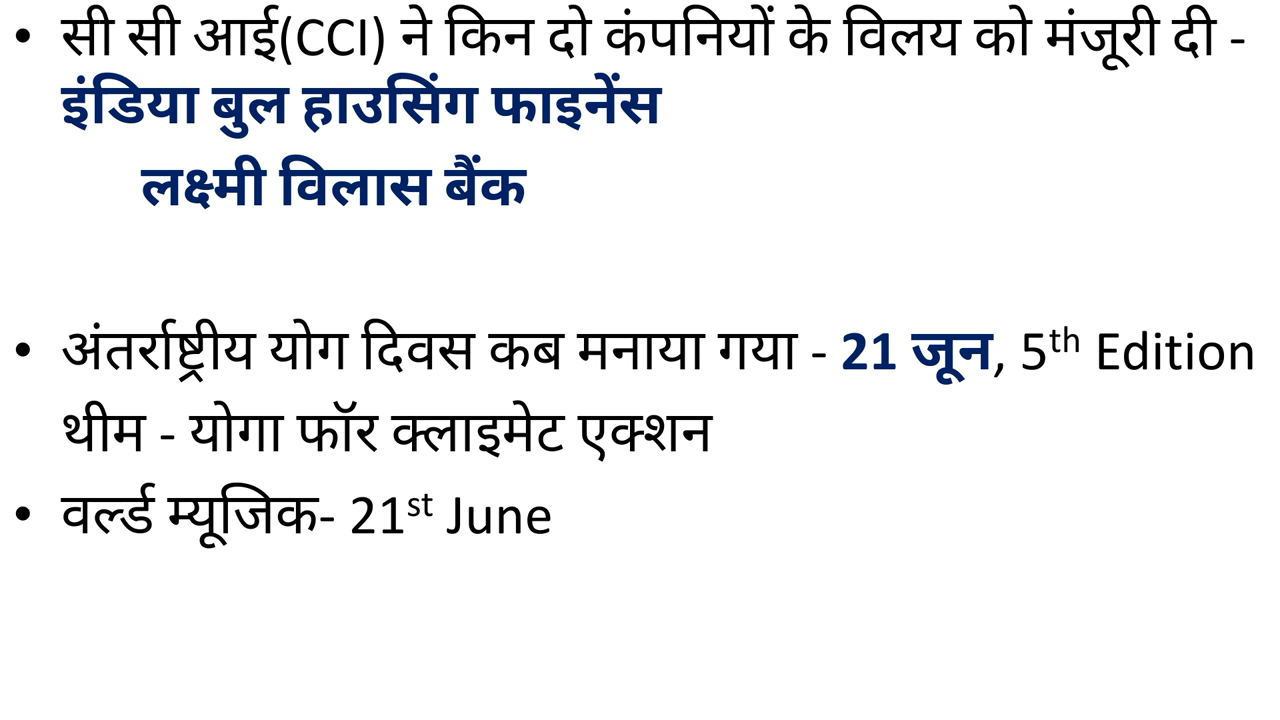 • सी सी आई(CCI) ने किन दो कंपनियों के विलय को मंजूरी दी -
इंडिया बुल हाउसिंग फाइनेंस
लक्ष्मी विलास बैंक
• अंतर्राष्ट्रीय योग दिवस कब मनाया गया - 21 जून, 5th Edition
थीम - योगा फॉर क्लाइमेट एक्शन
• वर्ल्ड म्यूजिक- 21st June